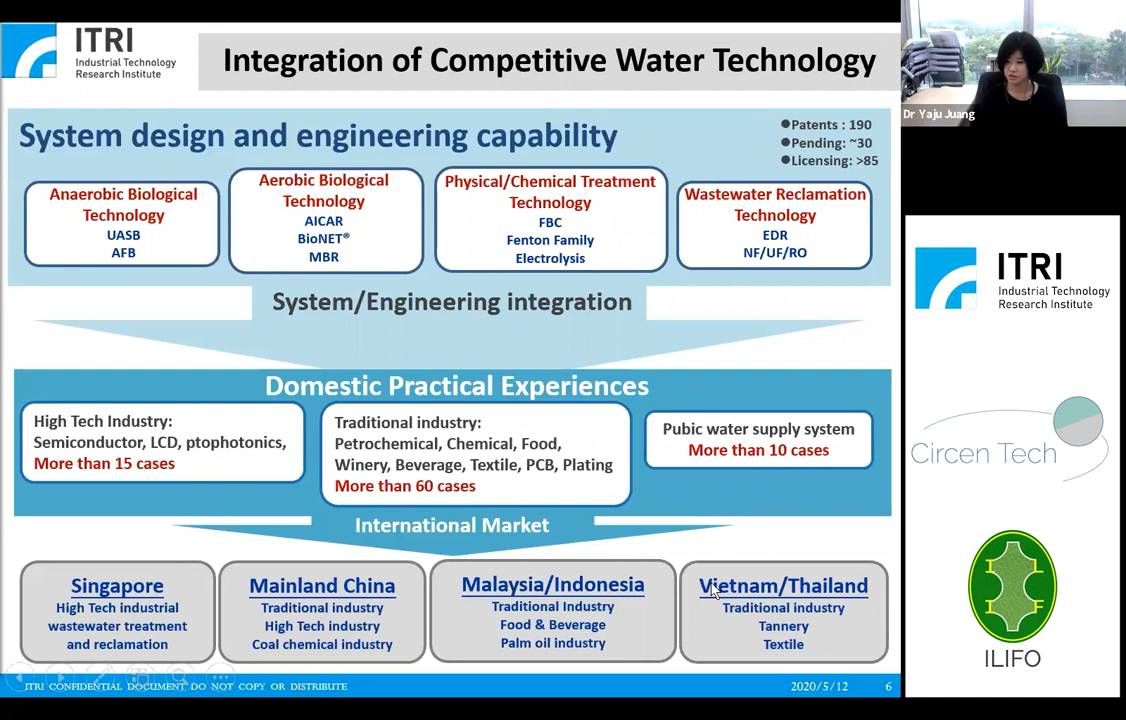 ITRI
Industrial Technology
Research Institute
Integration of Competitive Water Technology
Dr Yaju Juang
System design and engineering capability
Patents : 190
Pending: ~30
Licensing: >85
Anaerobic Biological
Technology
UASB
AFB
Aerobic Biological
Technology
AICAR
BioNET®
MBR
Physical/Chemical Treatment
Technology
FBC
Fenton Family
Electrolysis
Wastewater Reclamation
Technology
EDR
NF/UF/RO
System/Engineering integration
Domestic Practical Experiences
High Tech Industry:
Semiconductor, LCD, ptophotonics,
More than 15 cases
Traditional industry:
Petrochemical, Chemical, Food,
Winery, Beverage, Textile, PCB, Plating
More than 60 cases
Pubic water supply system
More than 10 cases
International Market
Singapore
High Tech industrial
wastewater treatment
and reclamation
Mainland China
Traditional industry
High Tech industry
Coal chemical industry
Malaysia/Indonesia
Traditional Industry
Food & Beverage
Palm oil industry
Vietnam/Thailand
Traditional industry
Tannery
Textile
ITRI CONFIDENTIAL DOCUMENT DO NOT COPY OR DISTRIBUTE
2020/5/12
6
ITRI
Industrial Technology
Research Institute
Circen Tech
I L
I F
ILIFO